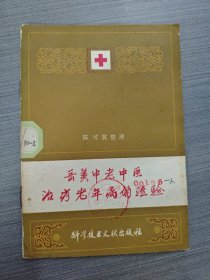 陈可冀整理
岳美中老中医
治疗老年病的经验
科学技术文献出版社